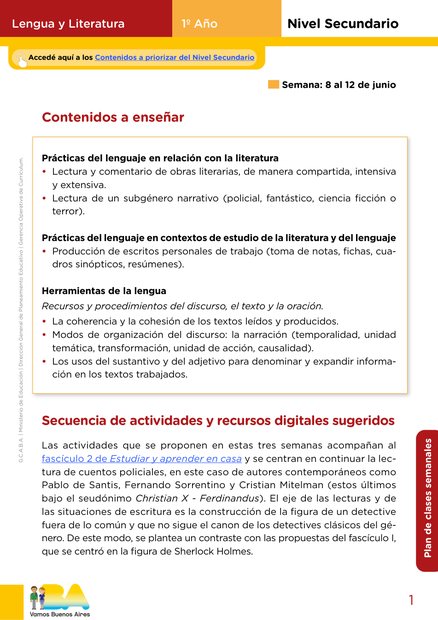 Lengua y Literatura
1º Año
Nivel Secundario
Accedé aquí a los Contenidos a priorizar del Nivel Secundario
Semana: 8 al 12 de junio
Contenidos a enseñar
Prácticas del lenguaje en relación con la literatura
• Lectura y comentario de obras literarias, de manera compartida, intensiva
y extensiva.
• Lectura de un subgénero narrativo (policial, fantástico, ciencia ficción o
terror).
Prácticas del lenguaje en contextos de estudio de la literatura y del lenguaje
• Producción de escritos personales de trabajo (toma de notas, fichas, cua-
dros sinópticos, resúmenes).
Herramientas de la lengua
Recursos y procedimientos del discurso, el texto y la oración.
• La coherencia y la cohesión de los textos leídos y producidos.
• Modos de organización del discurso: la narración (temporalidad, unidad
temática, transformación, unidad de acción, causalidad).
• Los usos del sustantivo y del adjetivo para denominar y expandir informa-
ción en los textos trabajados.
Secuencia de actividades y recursos digitales sugeridos
Las actividades que se proponen en estas tres semanas acompañan al
fascículo 2 de Estudiar y aprender en casa y se centran en continuar la lec-
tura de cuentos policiales, en este caso de autores contemporáneos como
Pablo de Santis, Fernando Sorrentino y Cristian Mitelman (estos últimos
bajo el seudónimo Christian X - Ferdinandus). El eje de las lecturas y de
las situaciones de escritura es la construcción de la figura de un detective
fuera de lo común y que no sigue el canon de los detectives clásicos del gé-
nero. De este modo, se plantea un contraste con las propuestas del fascículo I,
que se centró en la figura de Sherlock Holmes.
G.C.A.B.A. | Ministerio de Educación | Dirección General de Planeamiento Educativo | Gerencia Operativa de Currículum.
Plan de clases semanales
BA
Vamos Buenos Aires
1